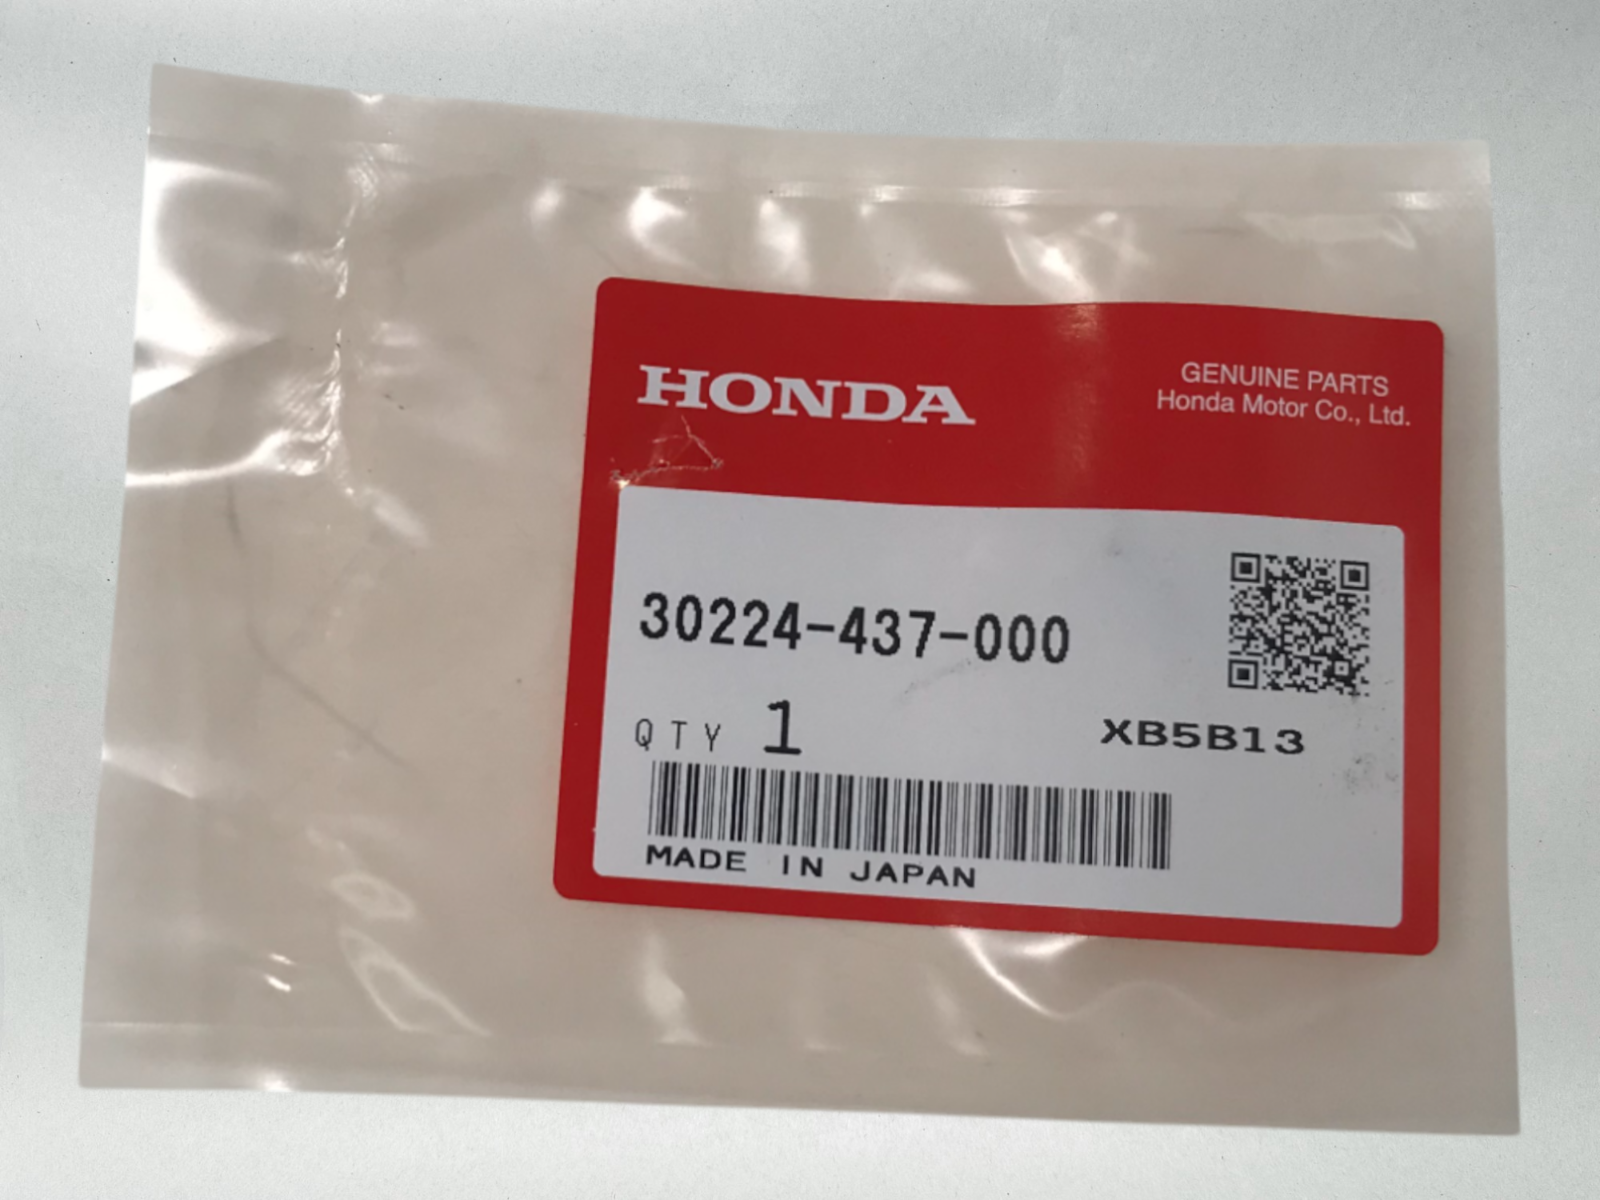 HONDA
GENUINE PARTS
Honda Motor Co., Ltd.
30224-437-000
QTY 1
XB5B13
MADE IN JAPAN